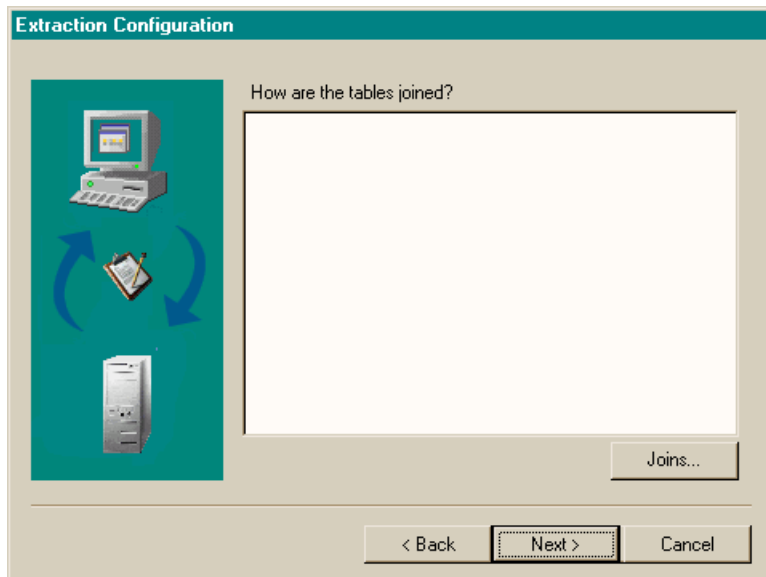 Extraction Configuration
How are the tables joined?
Joins...
< Back
Next >
Cancel